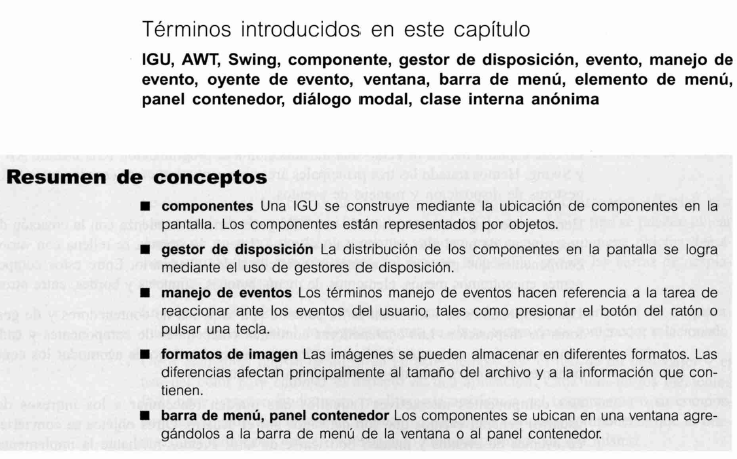 Términos introducidos en este capítulo
IGU, AWT, Swing, componente, gestor de disposición, evento, manejo de
evento, oyente de evento, ventana, barra de menú, elemento de menú,
panel contenedor, diálogo modal, clase interna anónima
Resumen de conceptos
■ componentes Una IGU se construye mediante la ubicación de componentes en la
pantalla. Los componentes están representados por objetos.
■ gestor de disposición La distribución de los componentes en la pantalla se logra
mediante el uso de gestores de disposición.
■ manejo de eventos Los términos manejo de eventos hacen referencia a la tarea de
reaccionar ante los eventos del usuario, tales como presionar el botón del ratón o
pulsar una tecla.
■ formatos de imagen Las imágenes se pueden almacenar en diferentes formatos. Las
diferencias afectan principalmente al tamaño del archivo y a la información que con-
tienen.
■ barra de menú, panel contenedor Los componentes se ubican en una ventana agre-
gándolos a la barra de menú de la ventana o al panel contenedor.